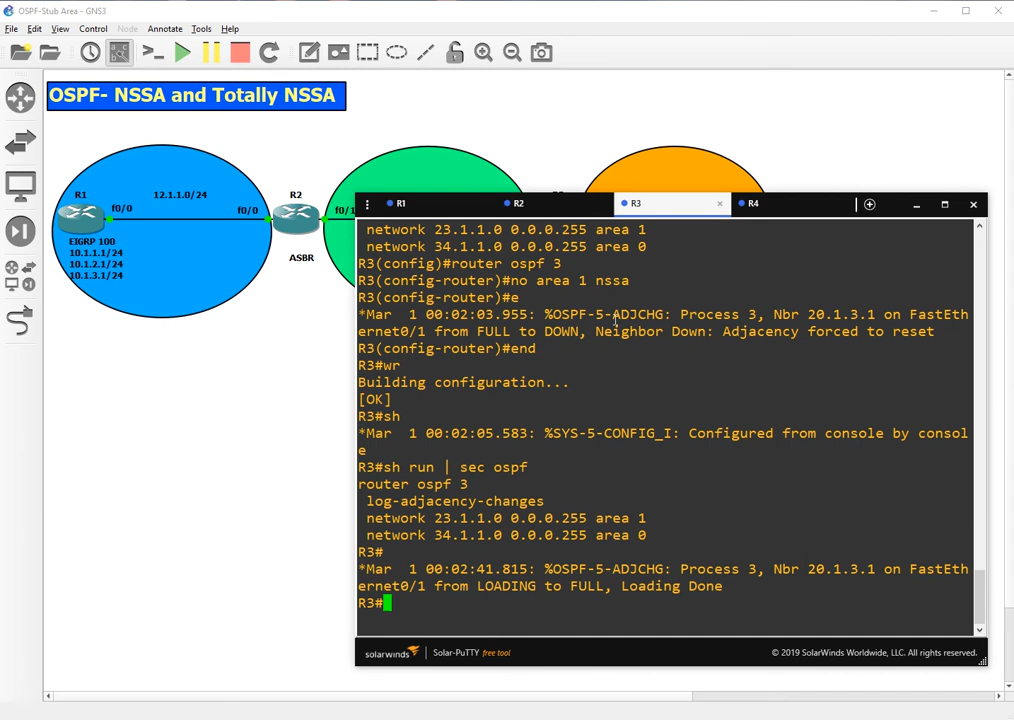 OSPF-Stub Area - GNS3
File Edit View Control Node Annotate Tools Help
OSPF- NSSA and Totally NSSA
R1
12.1.1.0/24
R2
f0/0
f0/0
f0/1
EIGRP 100
10.1.1.1/24
10.1.2.1/24
10.1.3.1/24
ASBR
R1
R2
R3
R4
network 23.1.1.0 0.0.0.255 area 1
network 34.1.1.0 0.0.0.255 area 0
R3(config)#router ospf 3
R3(config-router)#no area 1 nssa
R3(config-router)#e
*Mar  1 00:02:03.955: %OSPF-5-ADJCHG: Process 3, Nbr 20.1.3.1 on FastEth
ernet0/1 from FULL to DOWN, Neighbor Down: Adjacency forced to reset
R3(config-router)#end
R3#wr
Building configuration...
[OK]
R3#sh
*Mar  1 00:02:05.583: %SYS-5-CONFIG_I: Configured from console by consol
e
R3#sh run | sec ospf
router ospf 3
log-adjacency-changes
network 23.1.1.0 0.0.0.255 area 1
network 34.1.1.0 0.0.0.255 area 0
R3#
*Mar  1 00:02:41.815: %OSPF-5-ADJCHG: Process 3, Nbr 20.1.3.1 on FastEth
ernet0/1 from LOADING to FULL, Loading Done
R3#
solarwinds | Solar-PuTTY free tool
© 2019 SolarWinds Worldwide, LLC. All rights reserved.